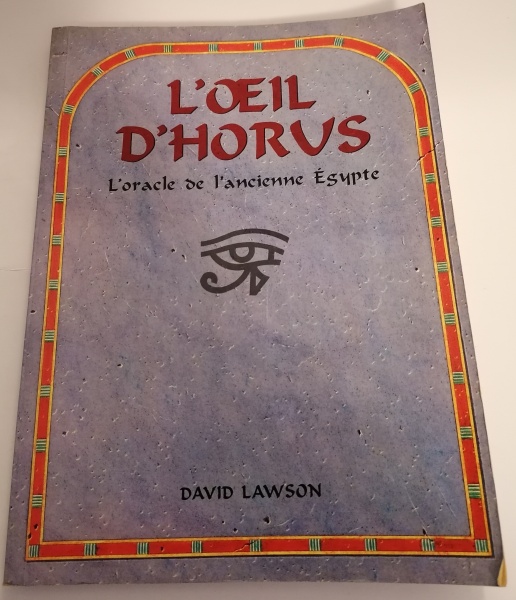 L'ŒIL
D'HORUS
L'oracle de l'ancienne Égypte
DAVID LAWSON